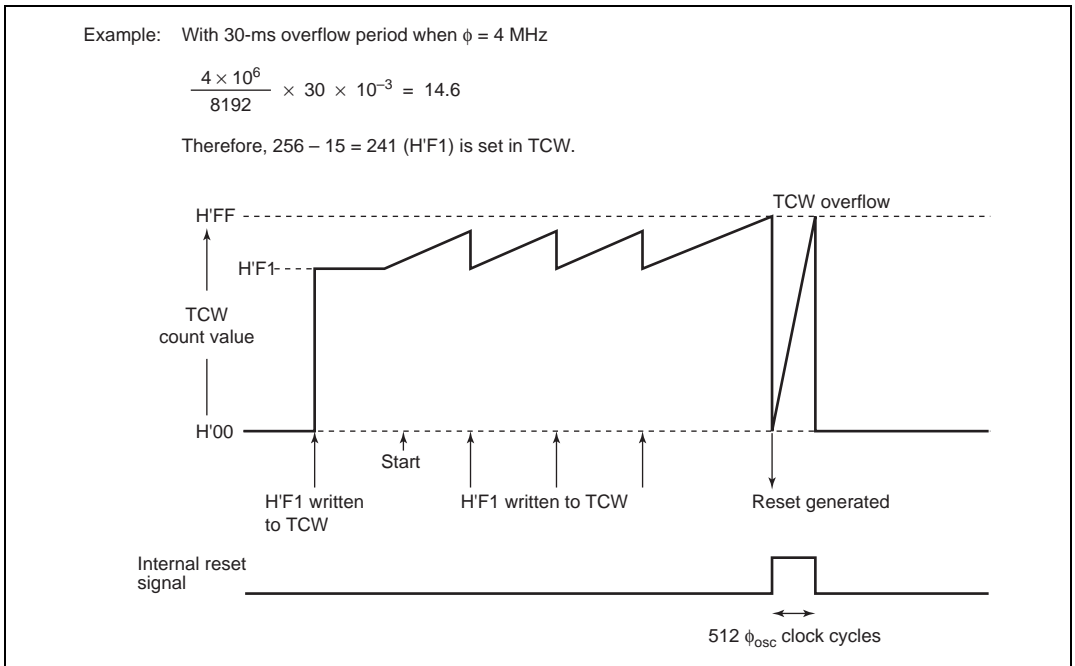 Example: With 30-ms overflow period when ϕ = 4 MHz
4 × 10⁶
8192
× 30 × 10⁻³ = 14.6
Therefore, 256 – 15 = 241 (H'F1) is set in TCW.
TCW overflow
H'FF
H'F1
TCW
count value
H'00
Start
H'F1 written
to TCW
H'F1 written to TCW
Reset generated
Internal reset
signal
512 ϕosc clock cycles